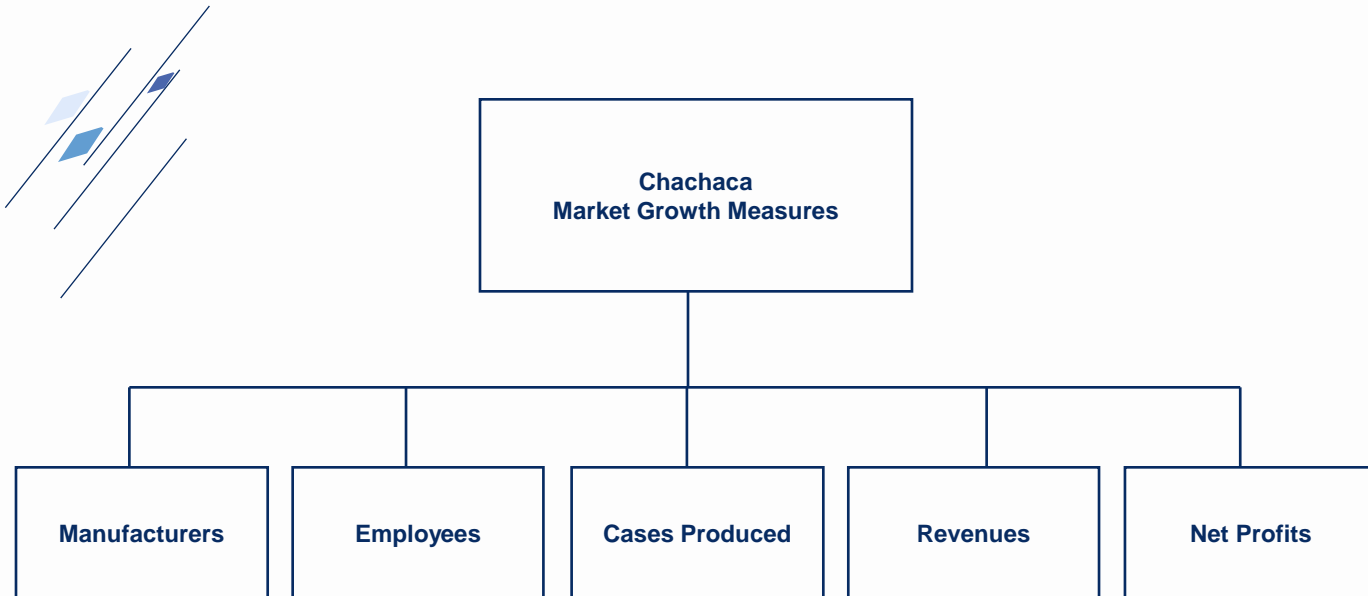 Chachaca
Market Growth Measures
Manufacturers
Employees
Cases Produced
Revenues
Net Profits